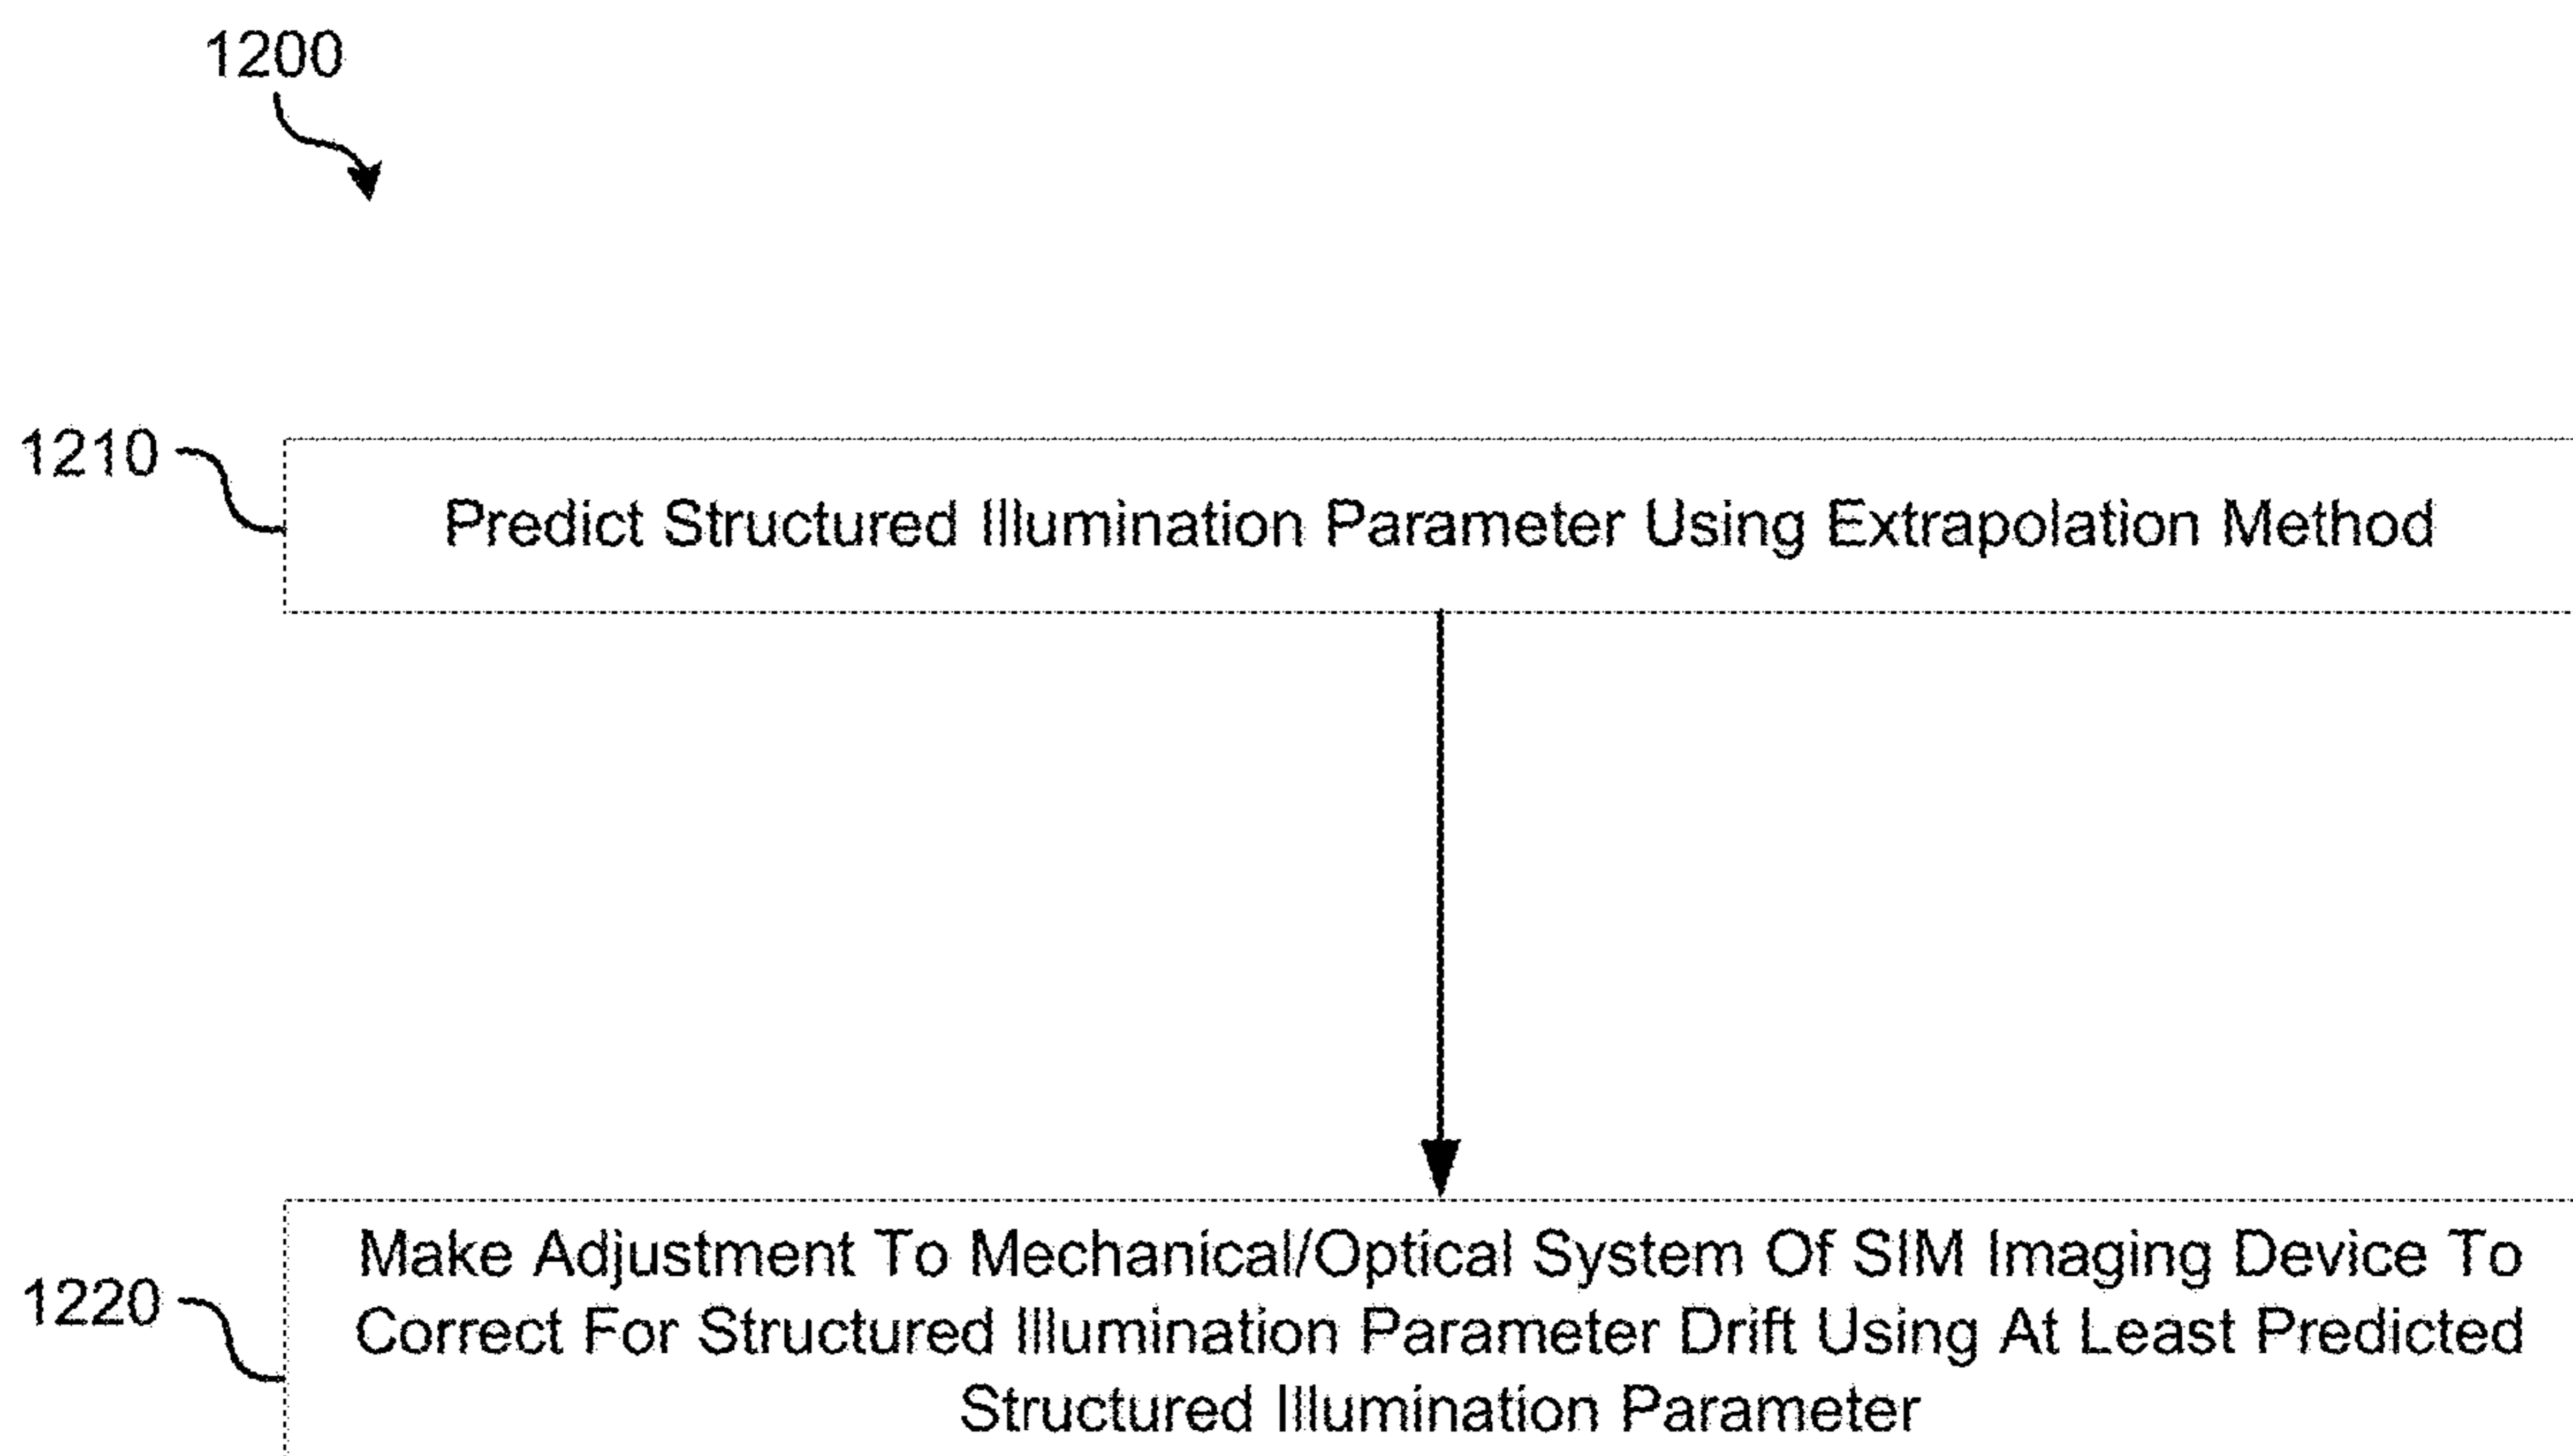 1200
1210
Predict Structured Illumination Parameter Using Extrapolation Method
1220
Make Adjustment To Mechanical/Optical System Of SIM Imaging Device To
Correct For Structured Illumination Parameter Drift Using At Least Predicted
Structured Illumination Parameter